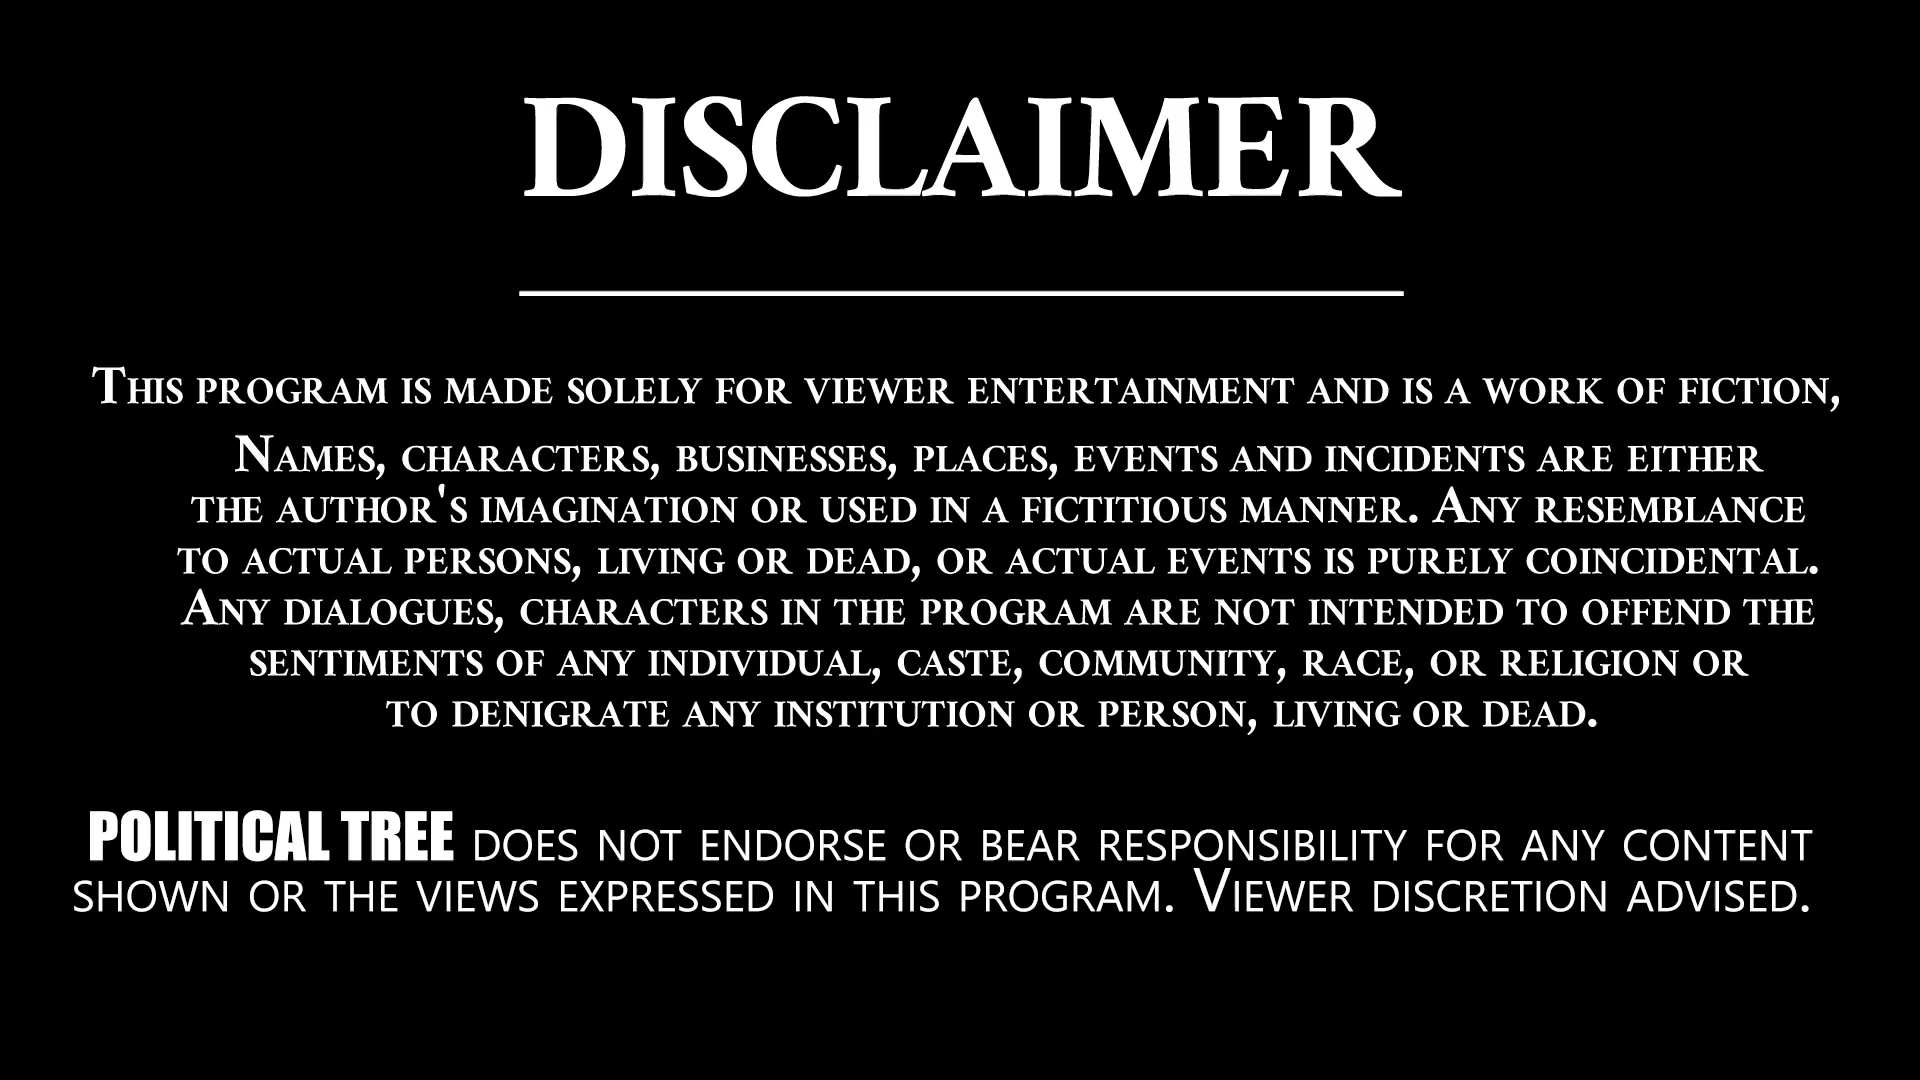 DISCLAIMER
This program is made solely for viewer entertainment and is a work of fiction,
Names, characters, businesses, places, events and incidents are either
the author's imagination or used in a fictitious manner. Any resemblance
to actual persons, living or dead, or actual events is purely coincidental.
Any dialogues, characters in the program are not intended to offend the
sentiments of any individual, caste, community, race, or religion or
to denigrate any institution or person, living or dead.
POLITICAL TREE does not endorse or bear responsibility for any content
shown or the views expressed in this program. Viewer discretion advised.